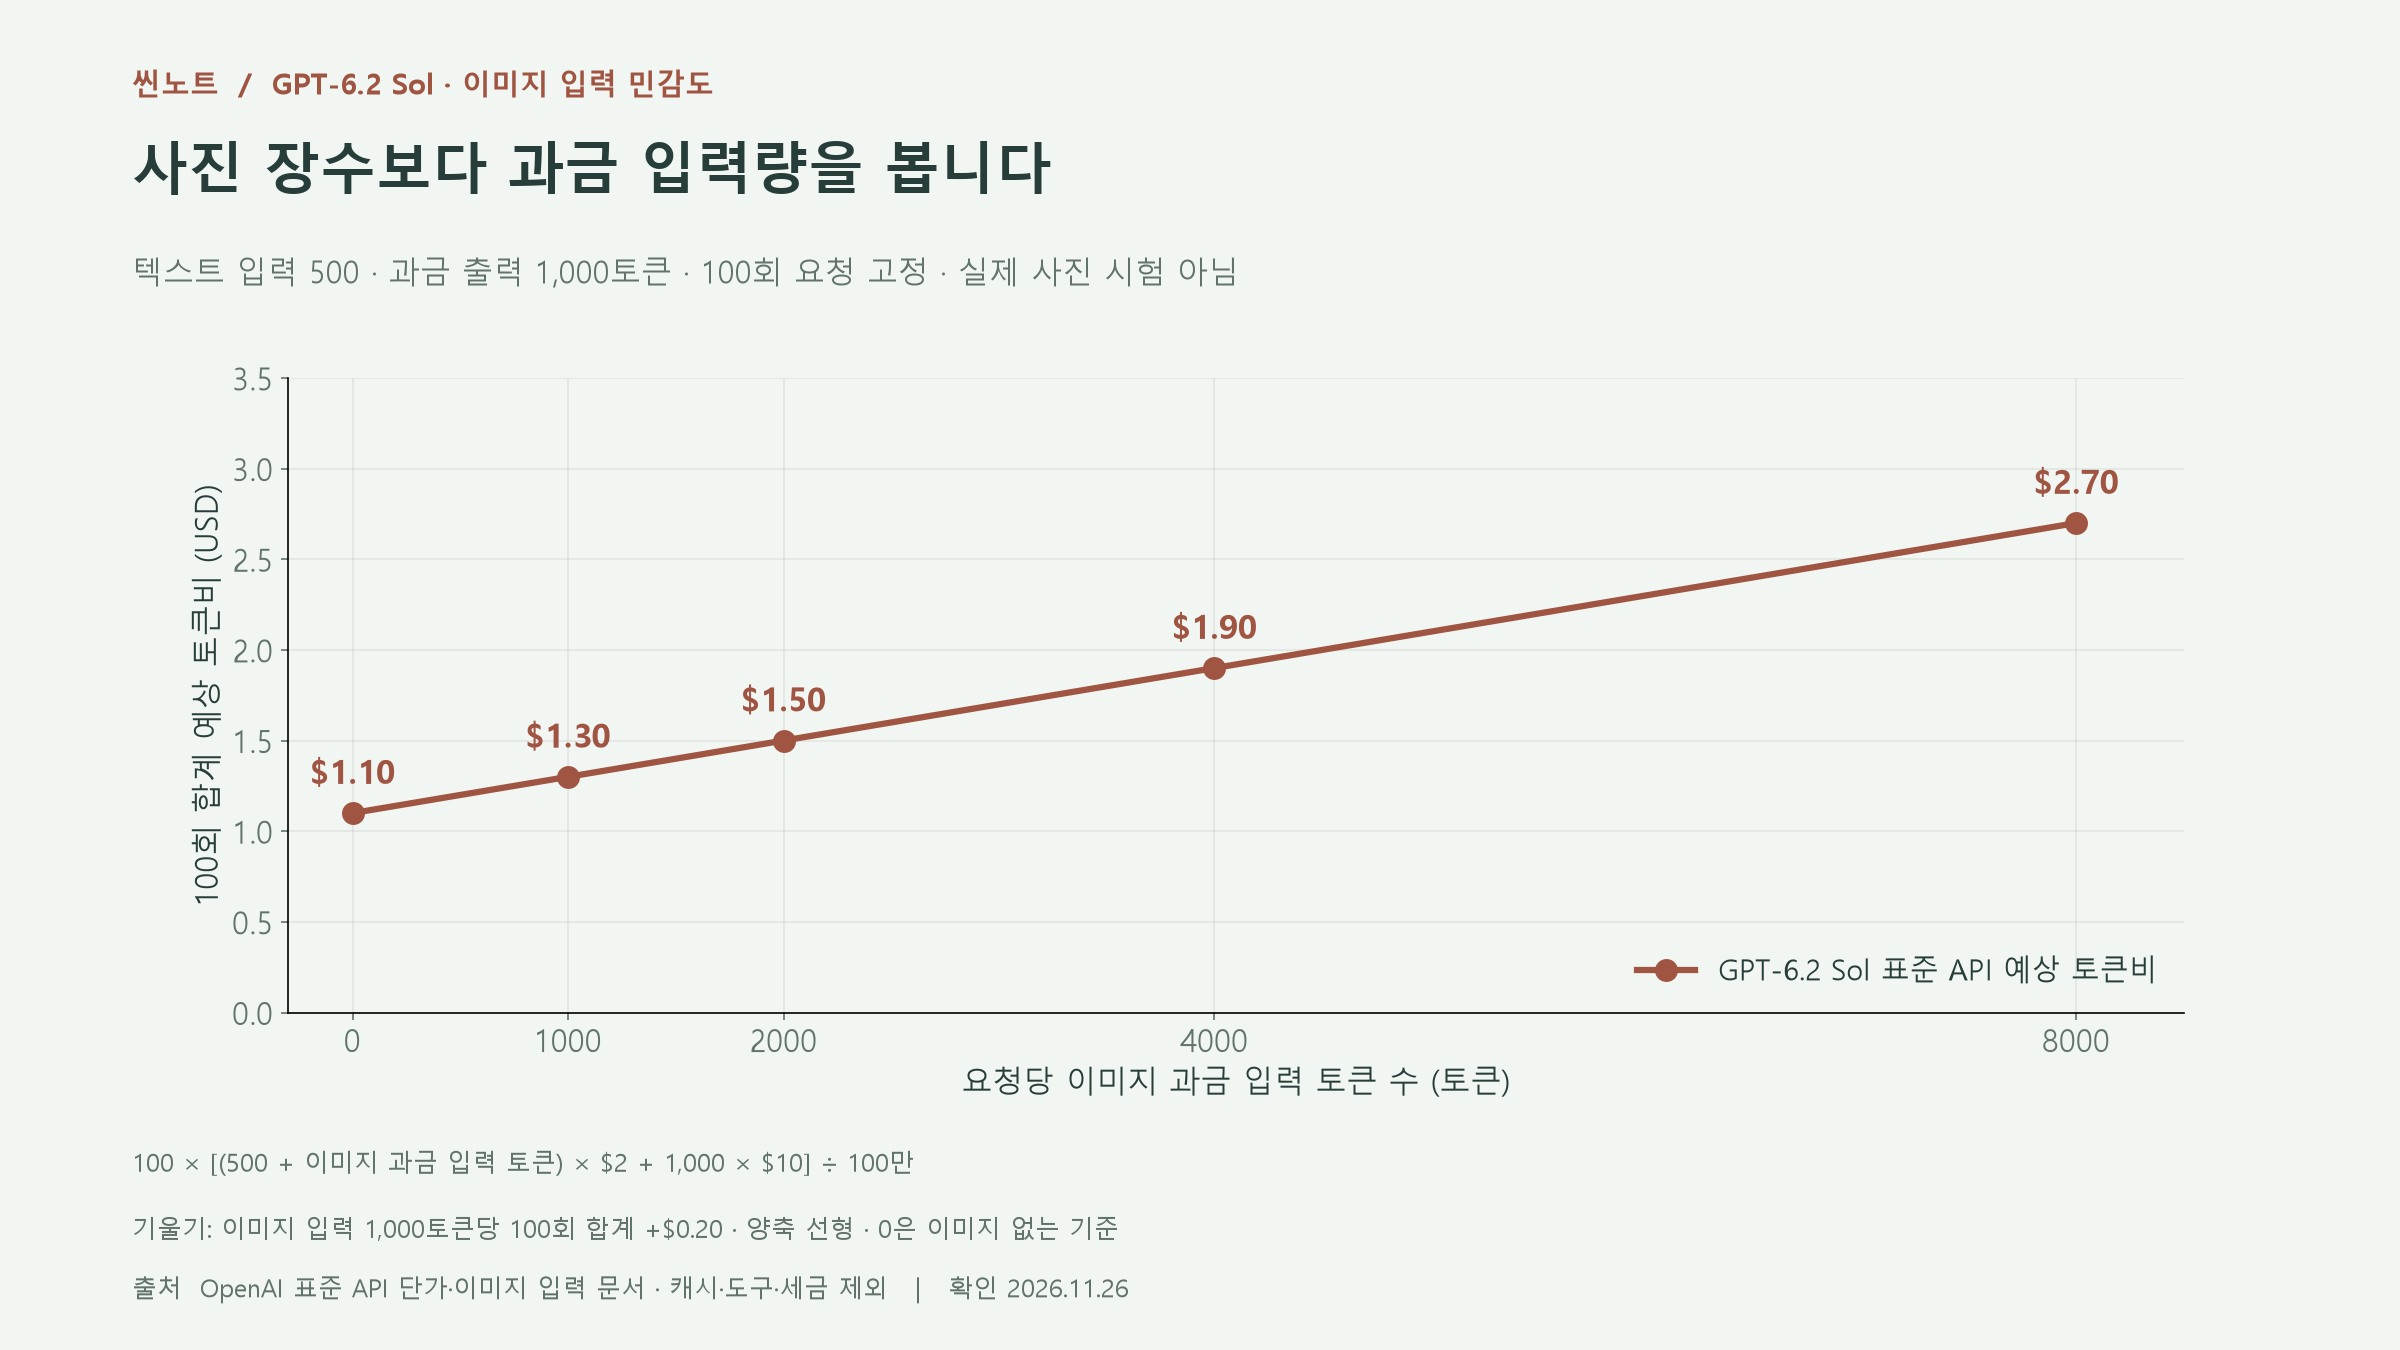 씬노트 / GPT-6.2 Sol · 이미지 입력 민감도
사진 장수보다 과금 입력량을 봅니다
텍스트 입력 500 · 과금 출력 1,000토큰 · 100회 요청 고정 · 실제 사진 시험 아님
100회 합계 예상 토큰비 (USD)
3.5
3.0
2.5
2.0
1.5
1.0
0.5
0.0
$1.10
$1.30
$1.50
$1.90
$2.70
GPT-6.2 Sol 표준 API 예상 토큰비
0 1000 2000 4000 8000
요청당 이미지 과금 입력 토큰 수 (토큰)
100 × [(500 + 이미지 과금 입력 토큰) × $2 + 1,000 × $10] ÷ 100만
기울기: 이미지 입력 1,000토큰당 100회 합계 +$0.20 · 양축 선형 · 0은 이미지 없는 기준
출처 OpenAI 표준 API 단가·이미지 입력 문서 · 캐시·도구·세금 제외 | 확인 2026.11.26